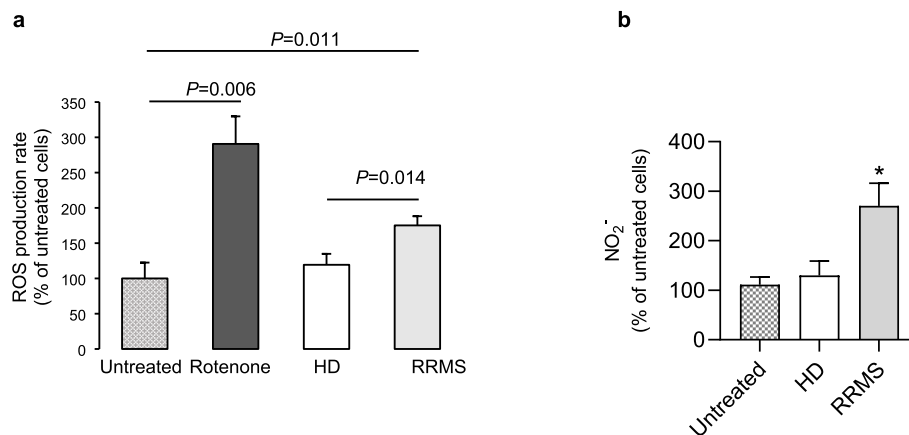 a
P=0.011
P=0.006
P=0.014
ROS production rate
(% of untreated cells)
350
300
250
200
150
100
50
0
Untreated Rotenone HD RRMS
b
*
NO₂⁻
(% of untreated cells)
400
300
200
100
0
Untreated
HD
RRMS